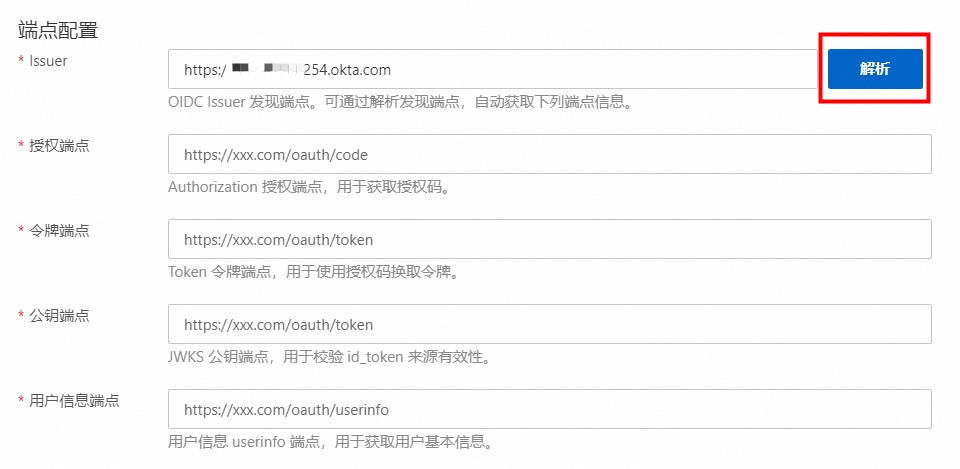 端点配置
* Issuer
https:/ 254.okta.com
解析
OIDC Issuer 发现端点。可通过解析发现端点，自动获取下列端点信息。
* 授权端点
https://xxx.com/oauth/code
Authorization 授权端点，用于获取授权码。
* 令牌端点
https://xxx.com/oauth/token
Token 令牌端点，用于使用授权码换取令牌。
* 公钥端点
https://xxx.com/oauth/token
JWKS 公钥端点，用于校验 id_token 来源有效性。
* 用户信息端点
https://xxx.com/oauth/userinfo
用户信息 userinfo 端点，用于获取用户基本信息。